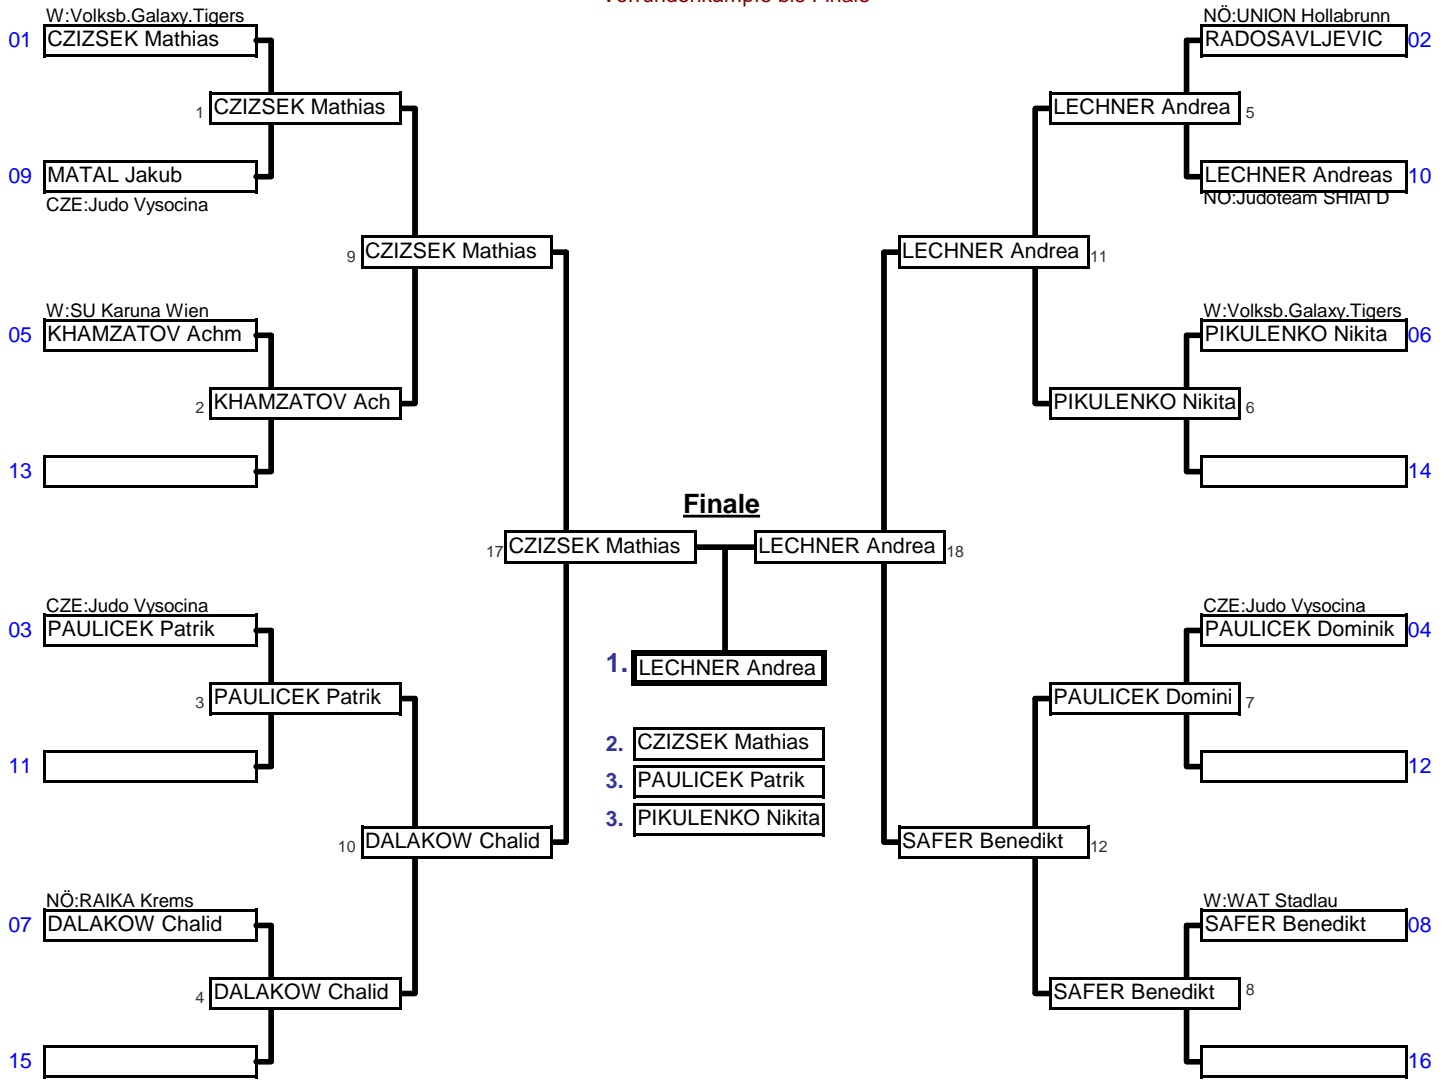 Vorrundenkämpfe bis Finale
W:Volksb.Galaxy.Tigers
01 CZIZSEK Mathias
1 CZIZSEK Mathias
09 MATAL Jakub
CZE:Judo Vysocina
9 CZIZSEK Mathias
W:SU Karuna Wien
05 KHAMZATOV Achm
2 KHAMZATOV Ach
13
17 CZIZSEK Mathias
CZE:Judo Vysocina
03 PAULICEK Patrik
3 PAULICEK Patrik
11
10 DALAKOW Chalid
NÖ:RAIKA Krems
07 DALAKOW Chalid
4 DALAKOW Chalid
15
Finale
1. LECHNER Andrea
2. CZIZSEK Mathias
3. PAULICEK Patrik
3. PIKULENKO Nikita
NÖ:UNION Hollabrunn
RADOSAVLJEVIC 02
LECHNER Andrea 5
LECHNER Andreas 10
NÖ:Judoteam SHIAI D
LECHNER Andrea 11
W:Volksb.Galaxy.Tigers
PIKULENKO Nikita 06
PIKULENKO Nikita 6
14
LECHNER Andrea 18
CZE:Judo Vysocina
PAULICEK Dominik 04
PAULICEK Domini 7
12
SAFER Benedikt 12
W:WAT Stadlau
SAFER Benedikt 08
SAFER Benedikt 8
16